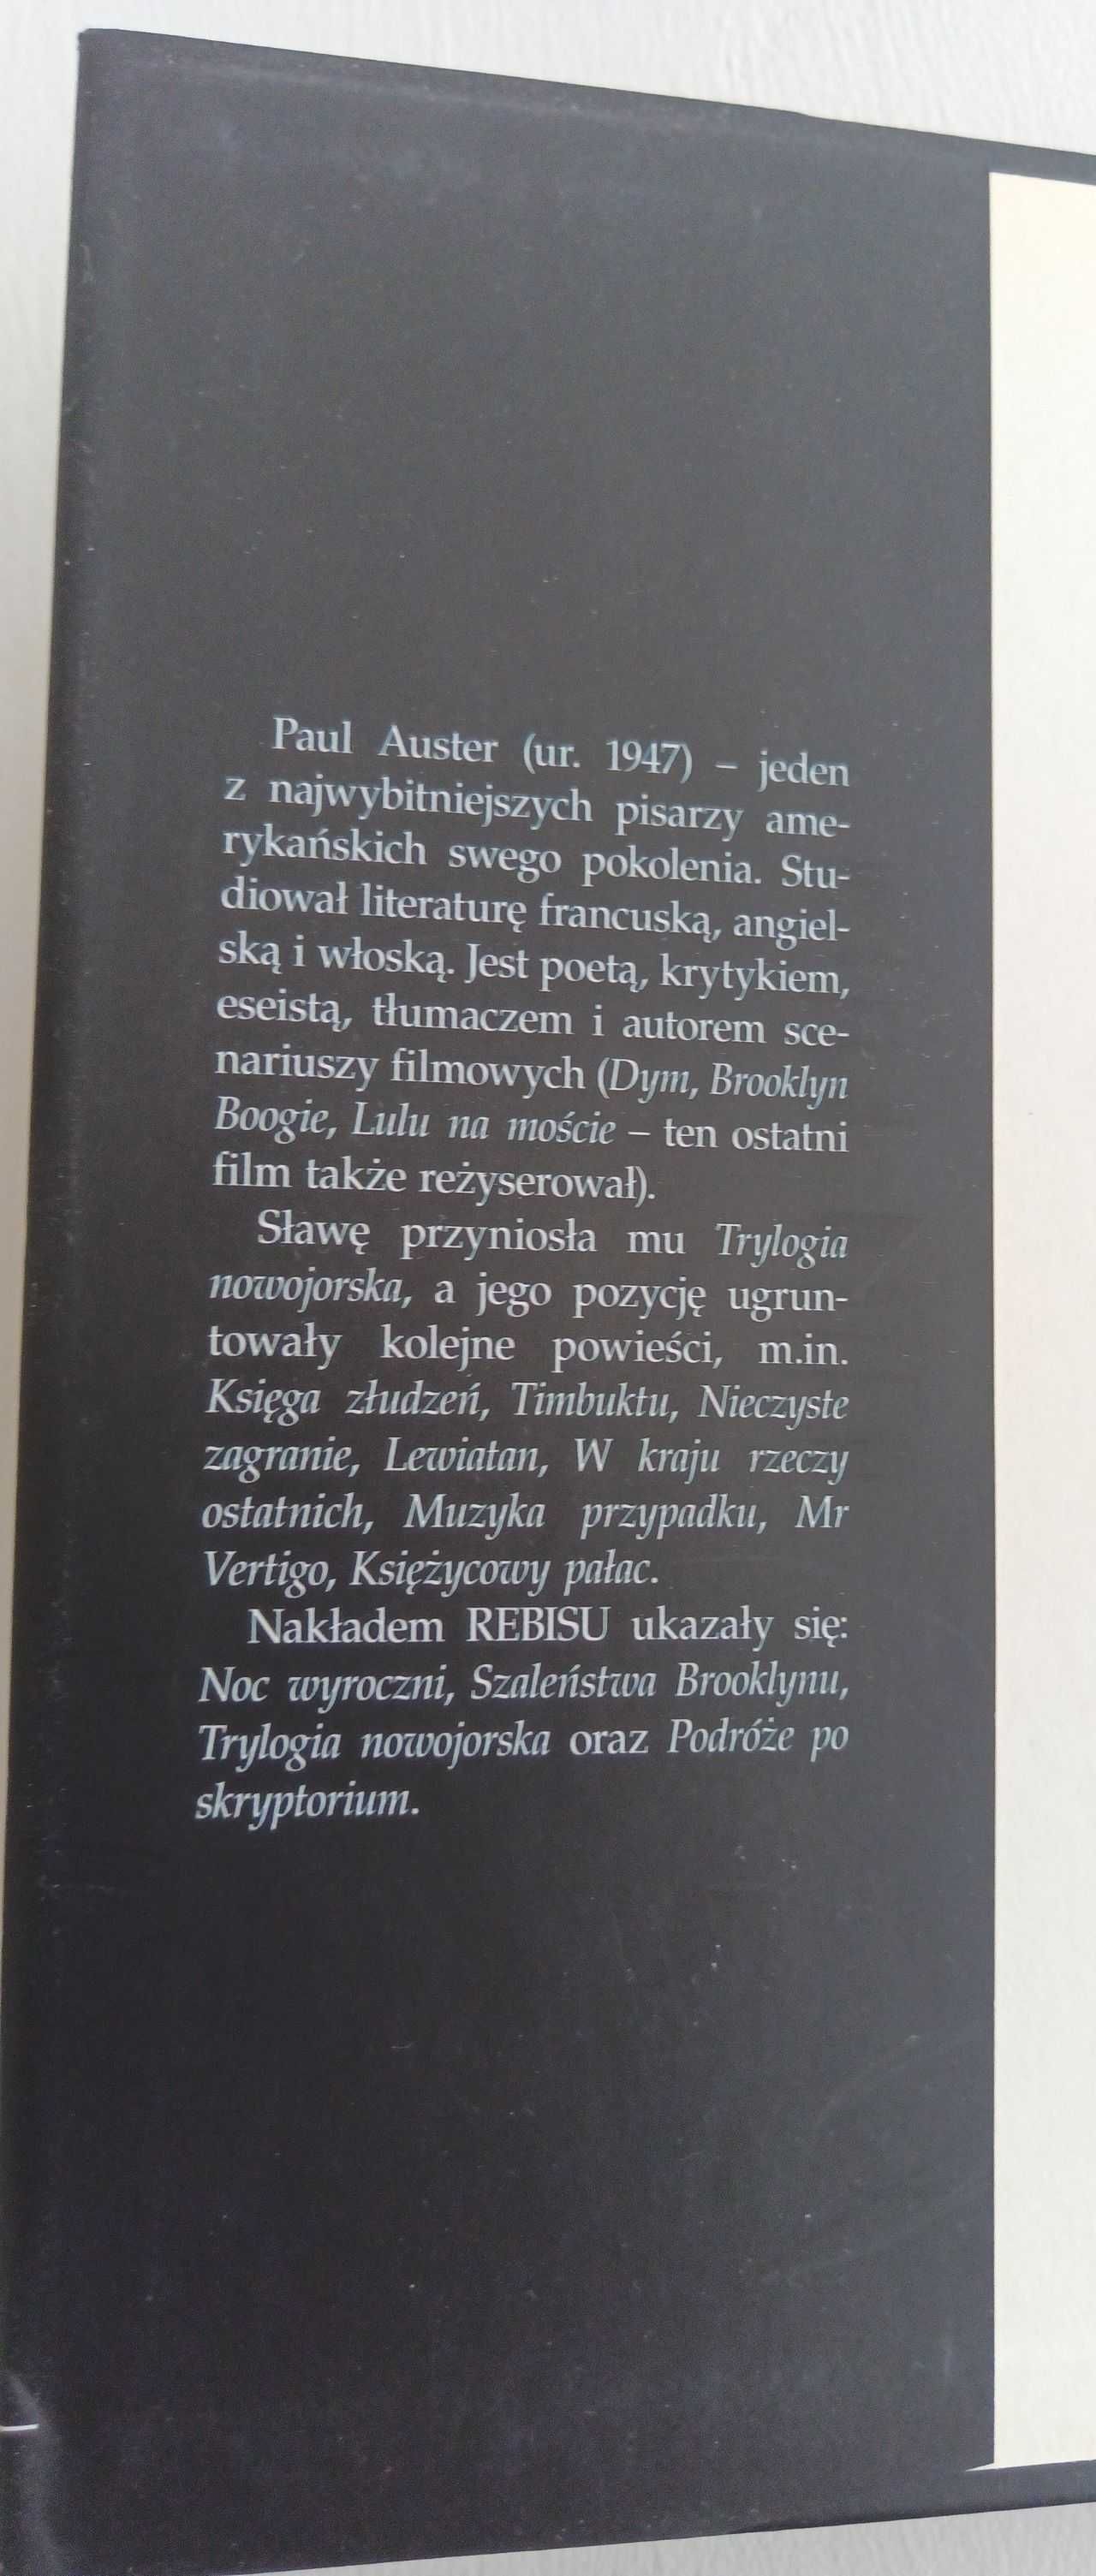 Paul Auster (ur. 1947) – jeden
z najwybitniejszych pisarzy ame-
rykańskich swego pokolenia. Stu-
diował literaturę francuską, angiel-
ską i włoską. Jest poetą, krytykiem,
eseistą, tłumaczem i autorem sce-
nariuszy filmowych (Dym, Brooklyn
Boogie, Lulu na moście – ten ostatni
film także reżyserował).
Sławę przyniosła mu Trylogia
nowojorska, a jego pozycję ugrun-
towały kolejne powieści, m.in.
Księga złudzeń, Timbuktu, Nieczyste
zagranie, Lewiatan, W kraju rzeczy
ostatnich, Muzyka przypadku, Mr
Vertigo, Księżycowy pałac.
Nakładem REBISU ukazały się:
Noc wyroczni, Szaleństwa Brooklynu,
Trylogia nowojorska oraz Podróże po
skryptorium.